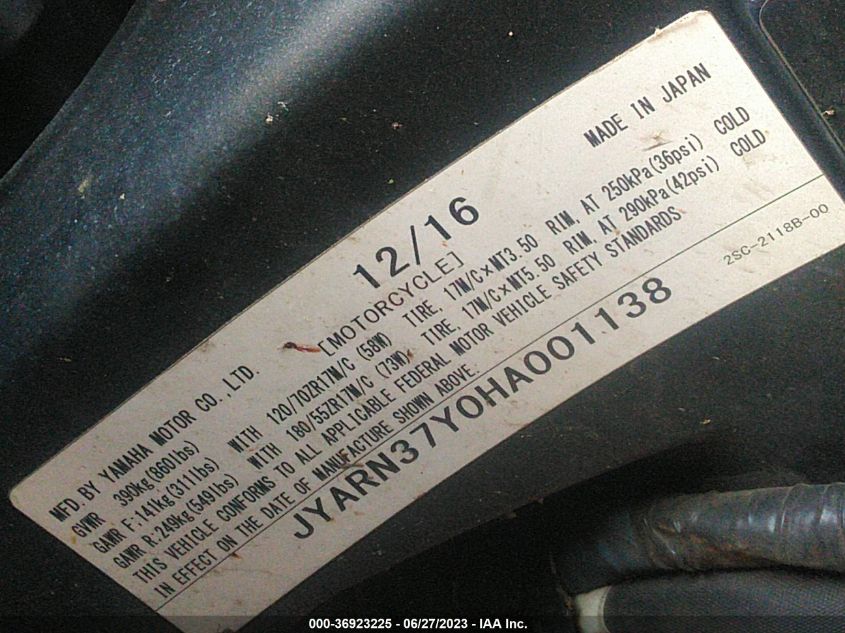 MFD.BY YAMAHA MOTOR CO.,LTD. 12/16 MADE IN JAPAN
GVWR 390kg(860lbs) [MOTORCYCLE]
GAWR F:141kg(311lbs) WITH 120/70ZR17M/C (58W) TIRE, 17M/C×MT3.50 RIM, AT 250kPa(36psi) COLD
GAWR R:249kg(549lbs) WITH 180/55ZR17M/C (73W) TIRE, 17M/C×MT5.50 RIM, AT 290kPa(42psi) COLD
THIS VEHICLE CONFORMS TO ALL APPLICABLE FEDERAL MOTOR VEHICLE SAFETY STANDARDS
IN EFFECT ON THE DATE OF MANUFACTURE SHOWN ABOVE.
JYARN37Y0HA001138 2SC-2118B-00
000-36923225 - 06/27/2023 - IAA Inc.